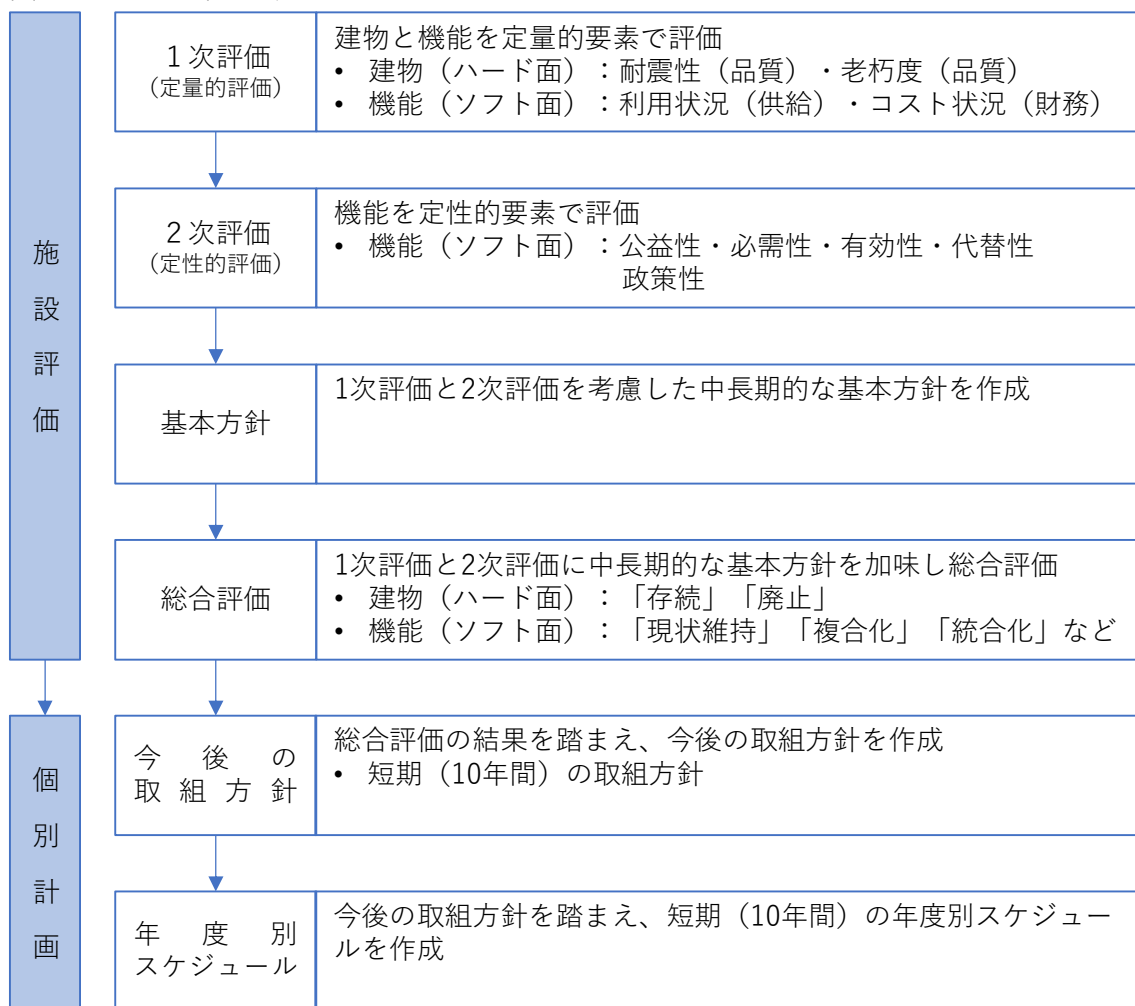 施設評価
1次評価
(定量的評価)
建物と機能を定量的要素で評価
• 建物（ハード面）：耐震性（品質）・老朽度（品質）
• 機能（ソフト面）：利用状況（供給）・コスト状況（財務）
2次評価
(定性的評価)
機能を定性的要素で評価
• 機能（ソフト面）：公益性・必需性・有効性・代替性
政策性
基本方針
1次評価と2次評価を考慮した中長期的な基本方針を作成
総合評価
1次評価と2次評価に中長期的な基本方針を加味し総合評価
• 建物（ハード面）：「存続」「廃止」
• 機能（ソフト面）：「現状維持」「複合化」「統合化」など
個別計画
今後の
取組方針
総合評価の結果を踏まえ、今後の取組方針を作成
• 短期（10年間）の取組方針
年度別
スケジュール
今後の取組方針を踏まえ、短期（10年間）の年度別スケジュー
ルを作成